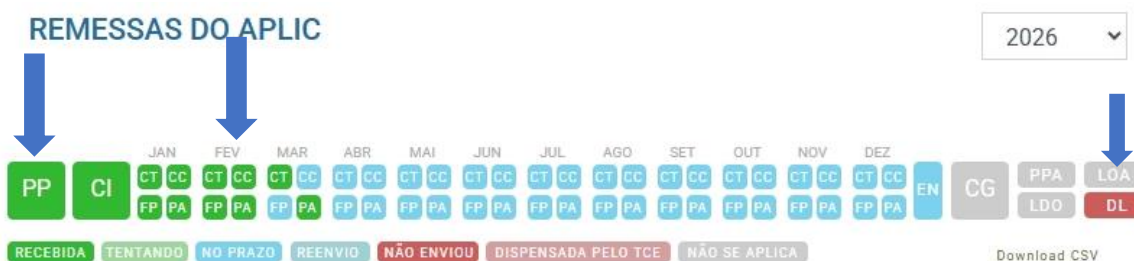 REMESSAS DO APLIC
2026
JAN FEV MAR ABR MAI JUN JUL AGO SET OUT NOV DEZ
PP CI CT CC CT CC CT CC CT CC CT CC CT CC CT CC CT CC CT CC CT CC CT CC CT CC EN CG PPA LOA
FP PA FP PA FP PA FP PA FP PA FP PA FP PA FP PA FP PA FP PA FP PA FP PA LDO DL
RECEBIDA TENTANDO NO PRAZO REENVIO NÃO ENVIOU DISPENSADA PELO TCE NÃO SE APLICA Download CSV